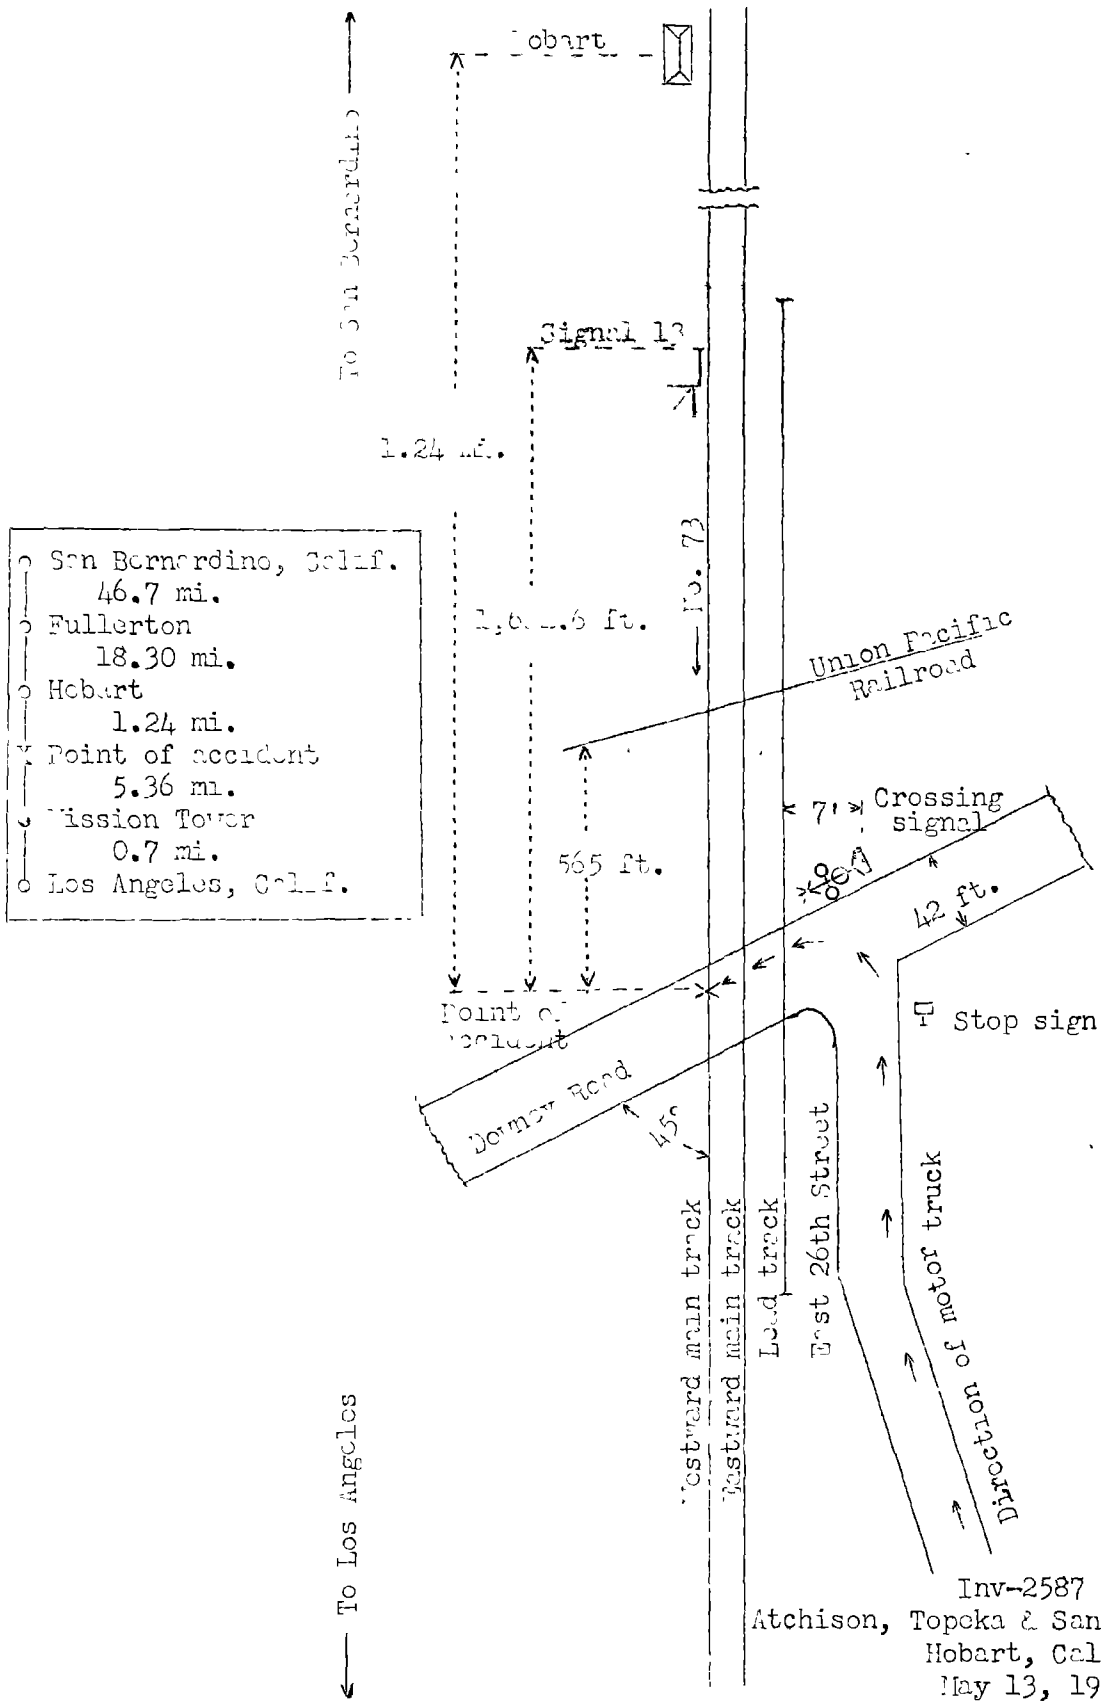 To San Bernardino
Hobart
Signal 13
1.24 mi.
No. 73
ft.
Union Pacific
Railroad
San Bernardino, Calif.
46.7 mi.
Fullerton
18.30 mi.
Hobart
1.24 mi.
X Point of accident
5.36 mi.
Mission Tower
0.7 mi.
Los Angeles, Calif.
7'
Crossing
signal
565 ft.
42 ft.
Point of
accident
Stop sign
Downey Road
45°
Westward main track
Eastward main track
Lead track
East 26th Street
Direction of motor truck
To Los Angeles
Inv-2587
Atchison, Topeka & San
Hobart, Cal
May 13, 19